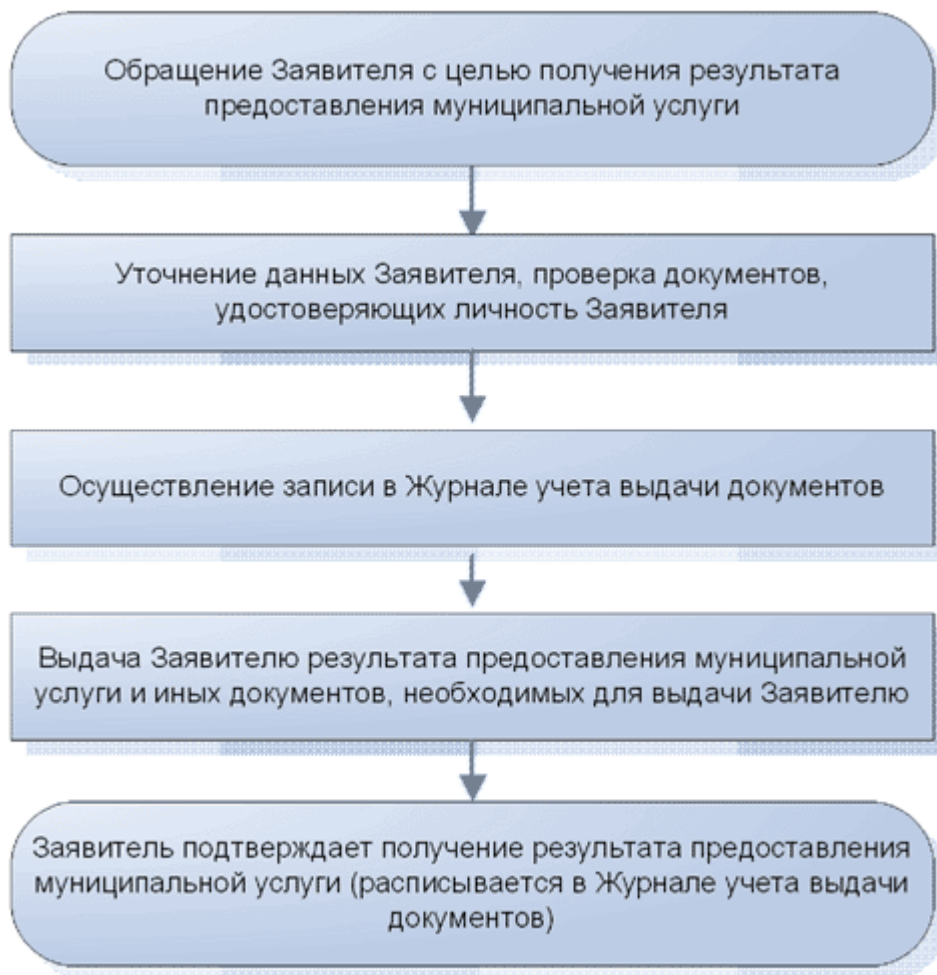 Обращение Заявителя с целью получения результата
предоставления муниципальной услуги
Уточнение данных Заявителя, проверка документов,
удостоверяющих личность Заявителя
Осуществление записи в Журнале учета выдачи документов
Выдача Заявителю результата предоставления муниципальной
услуги и иных документов, необходимых для выдачи Заявителю
Заявитель подтверждает получение результата предоставления
муниципальной услуги (расписывается в Журнале учета выдачи
документов)